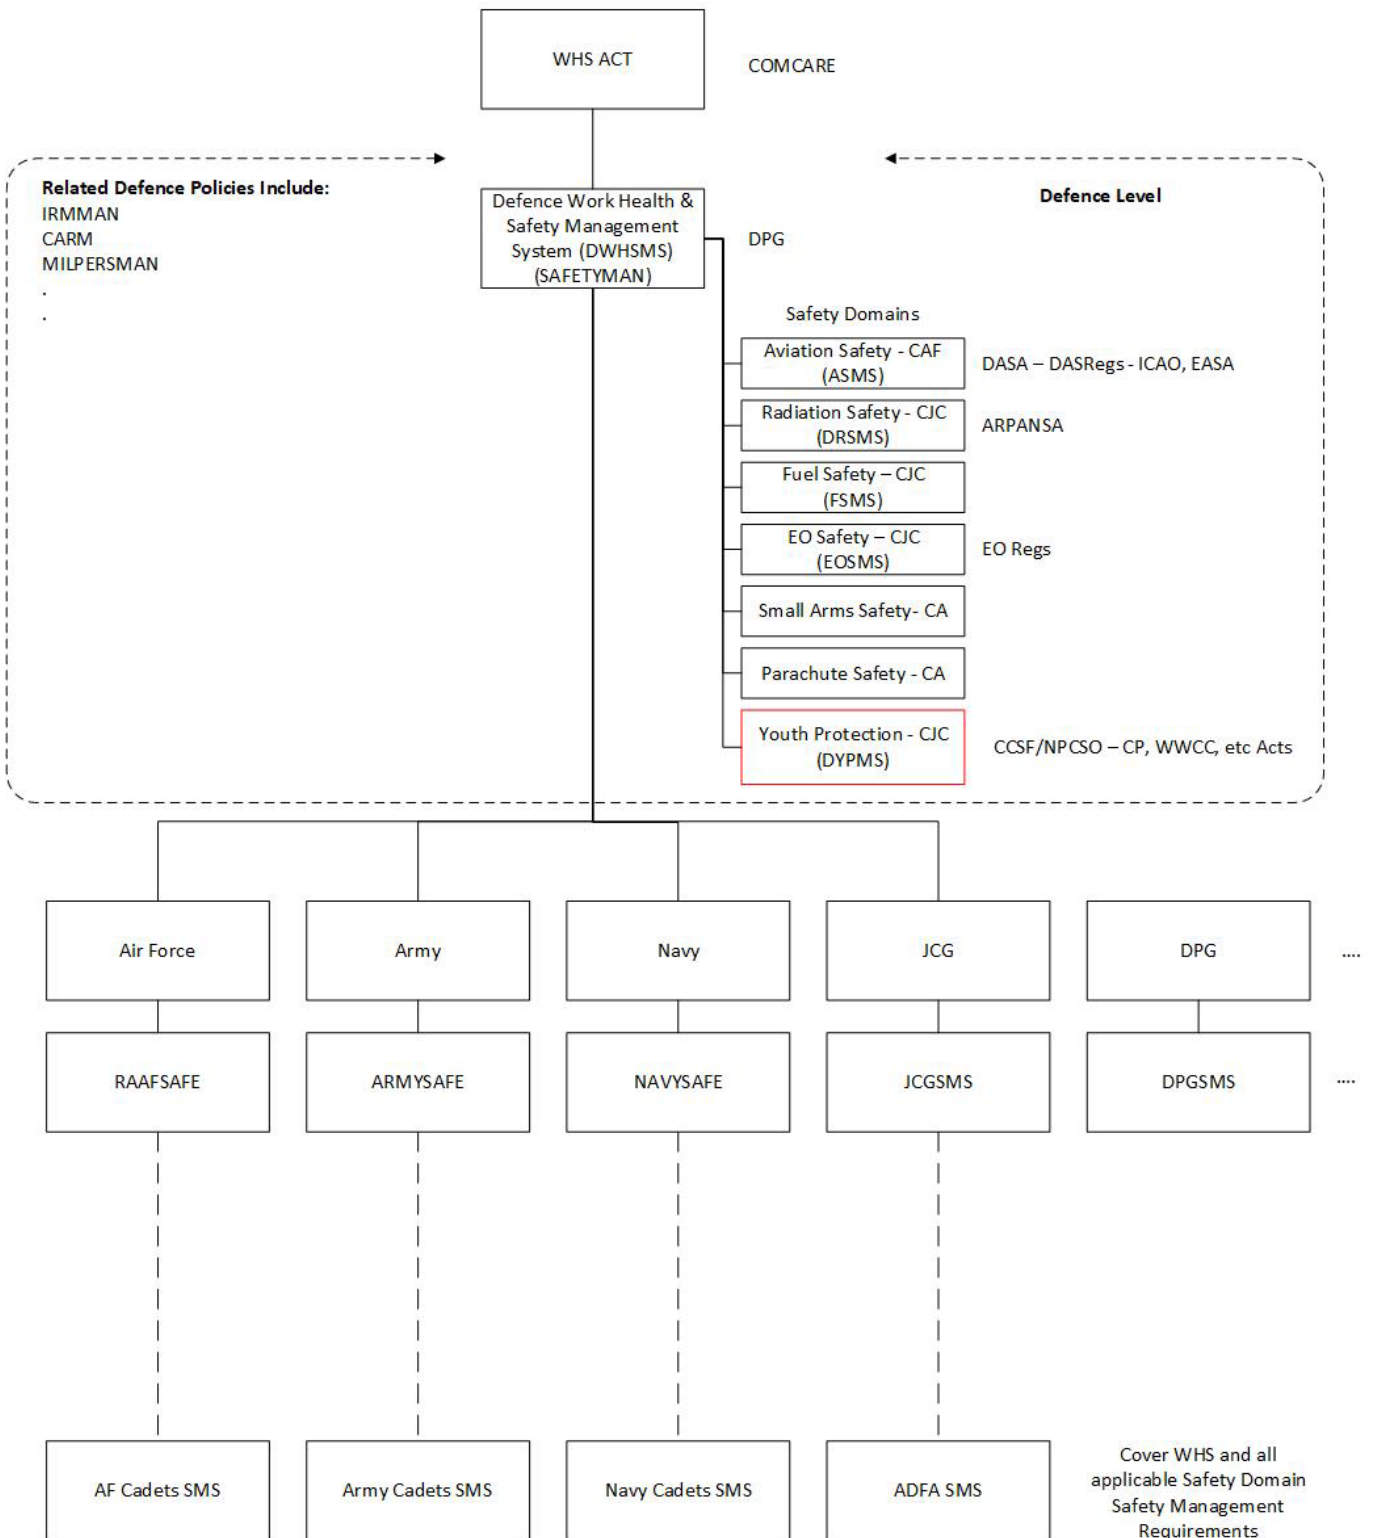 WHS ACT
COMCARE
Related Defence Policies Include:
IRMMAN
CARM
MILPERSMAN
.
.
Defence Work Health &
Safety Management
System (DWHSMS)
(SAFETYMAN)
DPG
Defence Level
Safety Domains
Aviation Safety - CAF
(ASMS)
DASA – DASRegs - ICAO, EASA
Radiation Safety - CJC
(DRSMS)
ARPANSA
Fuel Safety – CJC
(FSMS)
EO Safety – CJC
(EOSMS)
EO Regs
Small Arms Safety- CA
Parachute Safety - CA
Youth Protection - CJC
(DYPMS)
CCSF/NPCSO – CP, WWCC, etc Acts
Air Force
Army
Navy
JCG
DPG
....
RAAFSAFE
ARMYSAFE
NAVYSAFE
JCGSMS
DPGSMS
....
AF Cadets SMS
Army Cadets SMS
Navy Cadets SMS
ADFA SMS
Cover WHS and all
applicable Safety Domain
Safety Management
Requirements